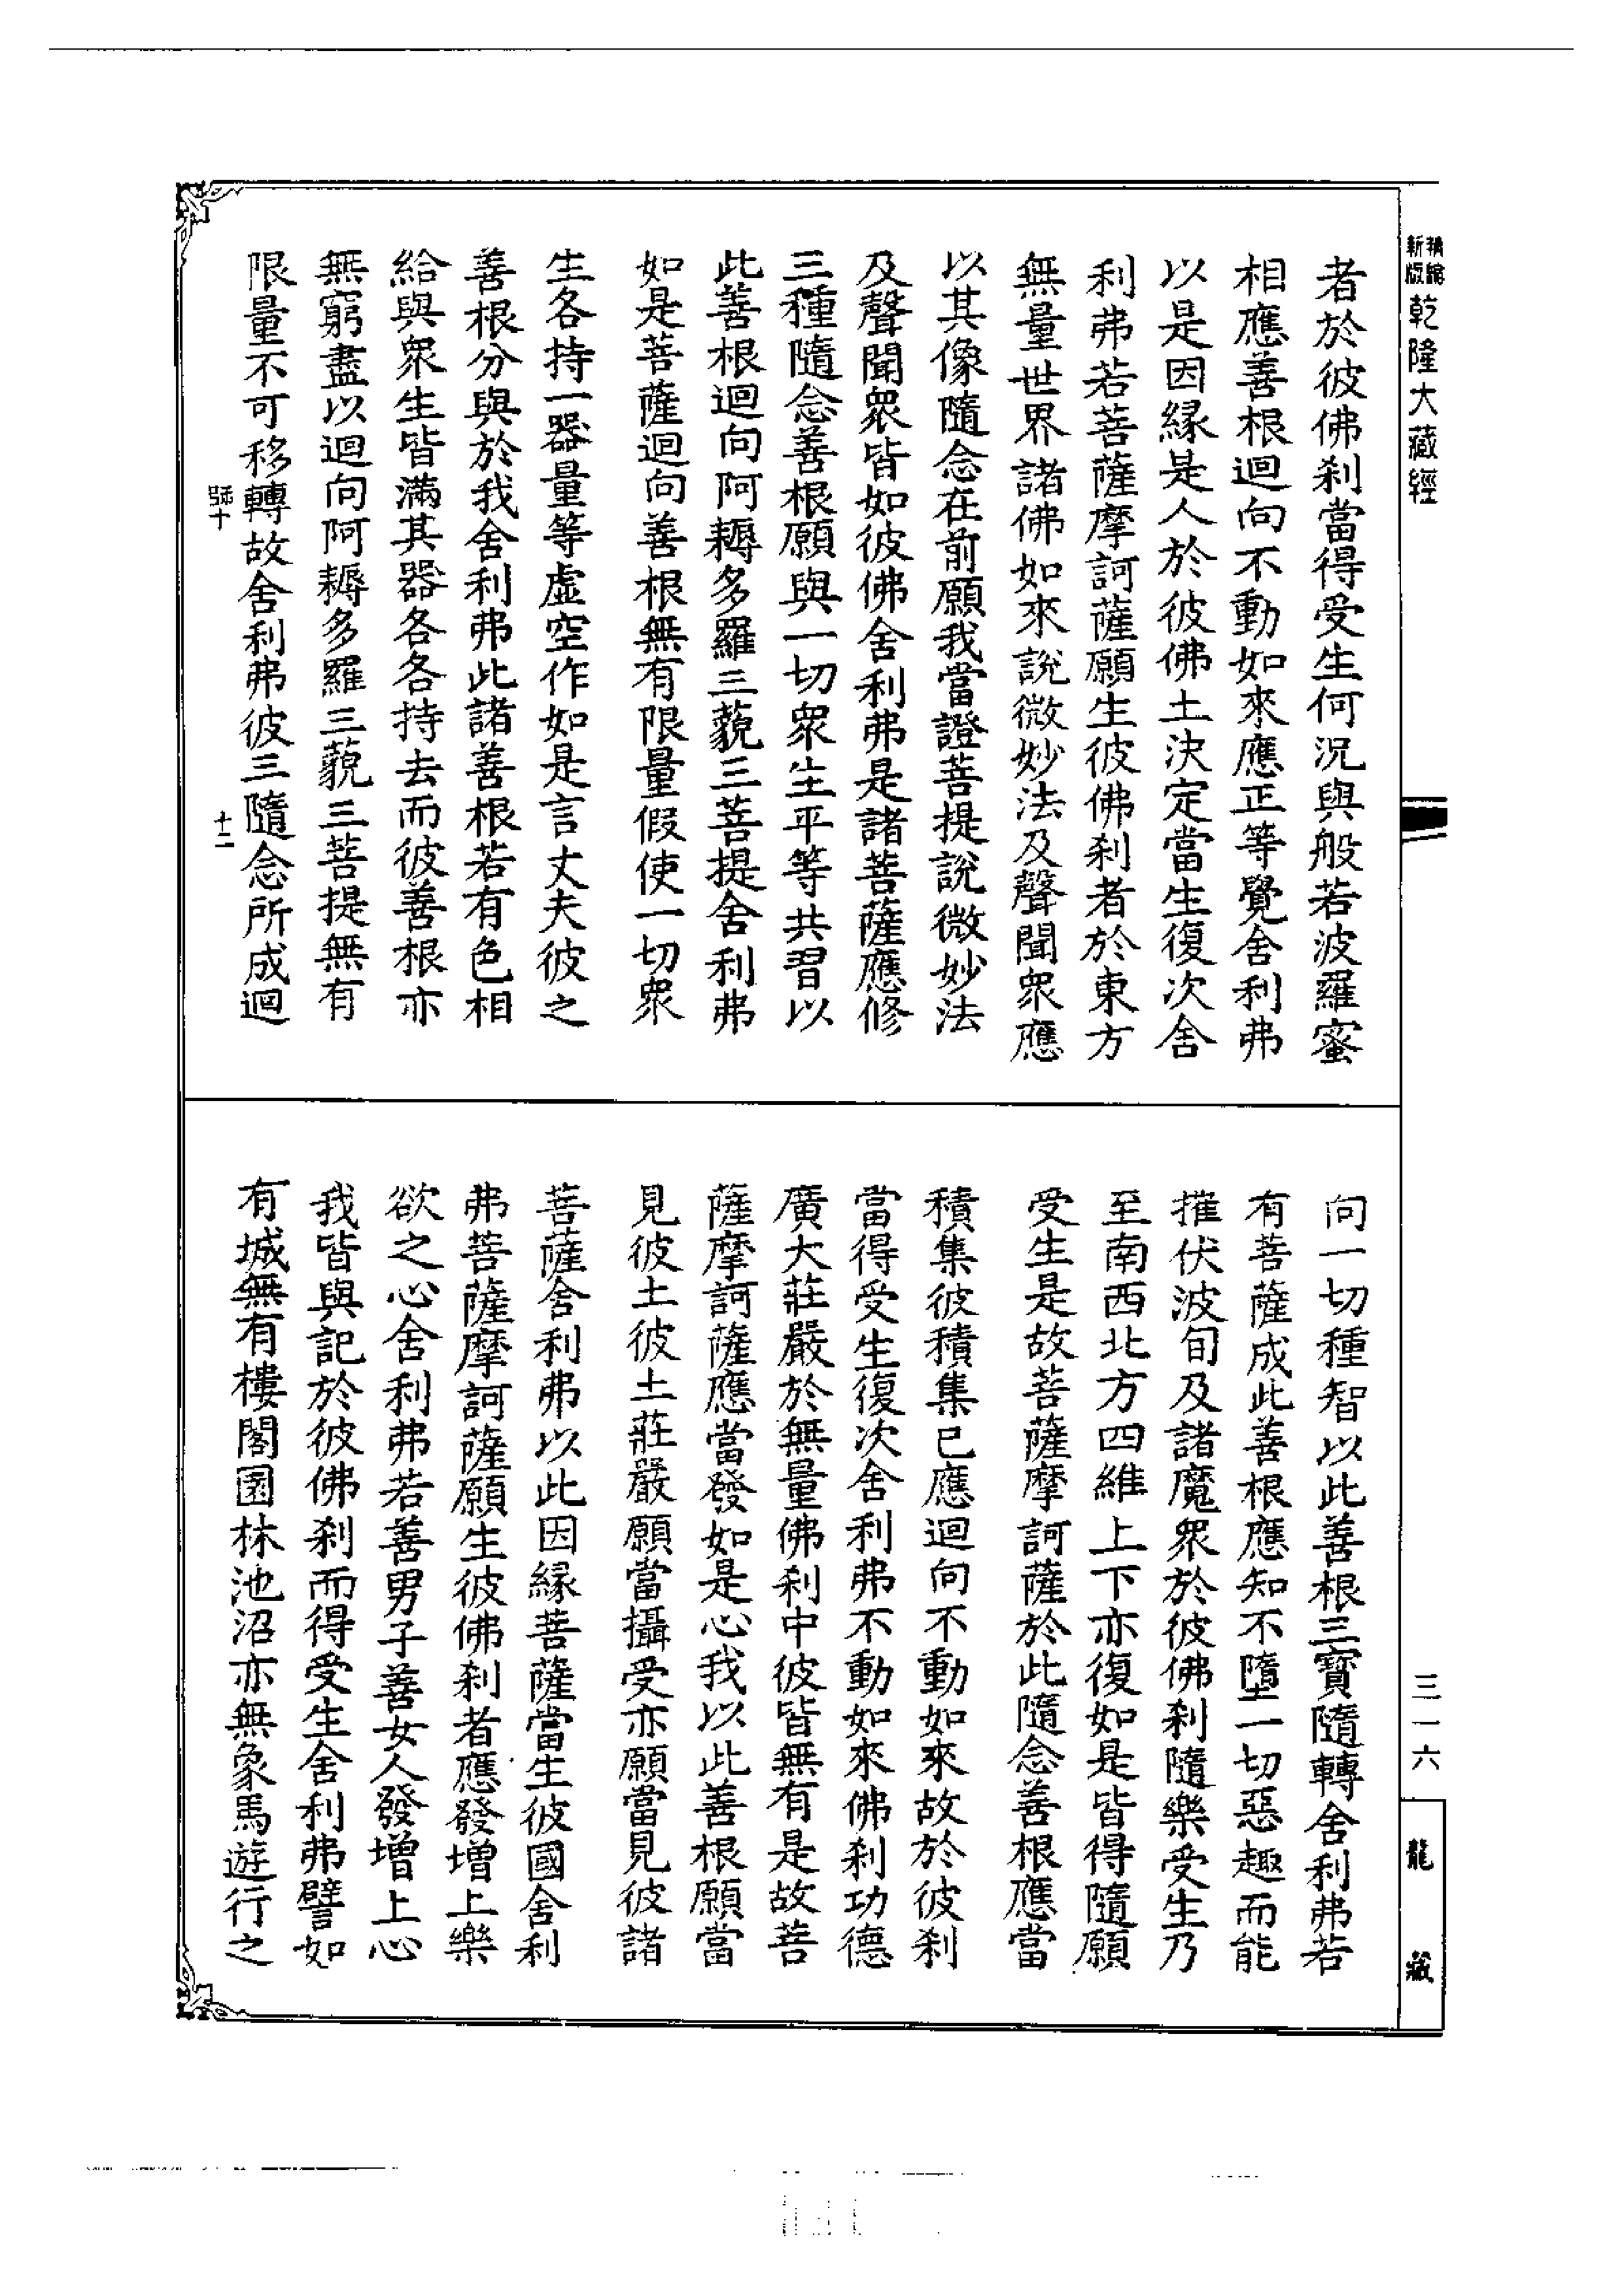 新編縮版乾隆大藏經
者於彼佛刹當得受生何況與般若波羅蜜
相應善根迴向不動如來應正等覺舍利弗
以是因緣是人於彼佛土決定當生復次舍
利弗若菩薩摩訶薩願生彼佛刹者於東方
無量世界諸佛如來說微妙法及聲聞眾應
以其像隨念在前願我當證菩提說微妙法
及聲聞眾皆如彼佛舍利弗是諸菩薩應修
三種隨念善根願與一切眾生平等共習以
此善根迴向阿耨多羅三藐三菩提舍利弗
如是菩薩迴向善根無有限量假使一切眾
生各持一器量等虛空作如是言丈夫彼之
善根分與於我舍利弗此諸善根若有色相
給與眾生皆滿其器各各持去而彼善根亦
無窮盡以迴向阿耨多羅三藐三菩提無有
限量不可移轉故舍利弗彼三隨念所成迴
號十 十二
向一切種智以此善根三寶隨轉舍利弗若
有菩薩成此善根應知不墮一切惡趣而能
摧伏波旬及諸魔眾於彼佛刹隨樂受生乃
至南西北方四維上下亦復如是皆得隨願
受生是故菩薩摩訶薩於此隨念善根應當
積集彼積集已應迴向不動如來故於彼刹
當得受生復次舍利弗不動如來佛刹功德
廣大莊嚴於無量佛刹中彼皆無有是故菩
薩摩訶薩應當發如是心我以此善根願當
見彼土彼土莊嚴願當攝受亦願當見彼諸
菩薩舍利弗以此因緣菩薩當生彼國舍利
弗菩薩摩訶薩願生彼佛刹者應發增上樂
欲之心舍利弗若善男子善女人發增上心
我皆與記於彼佛刹而得受生舍利弗譬如
有城無有樓閣園林池沼亦無象馬遊行之
三一六
龍藏